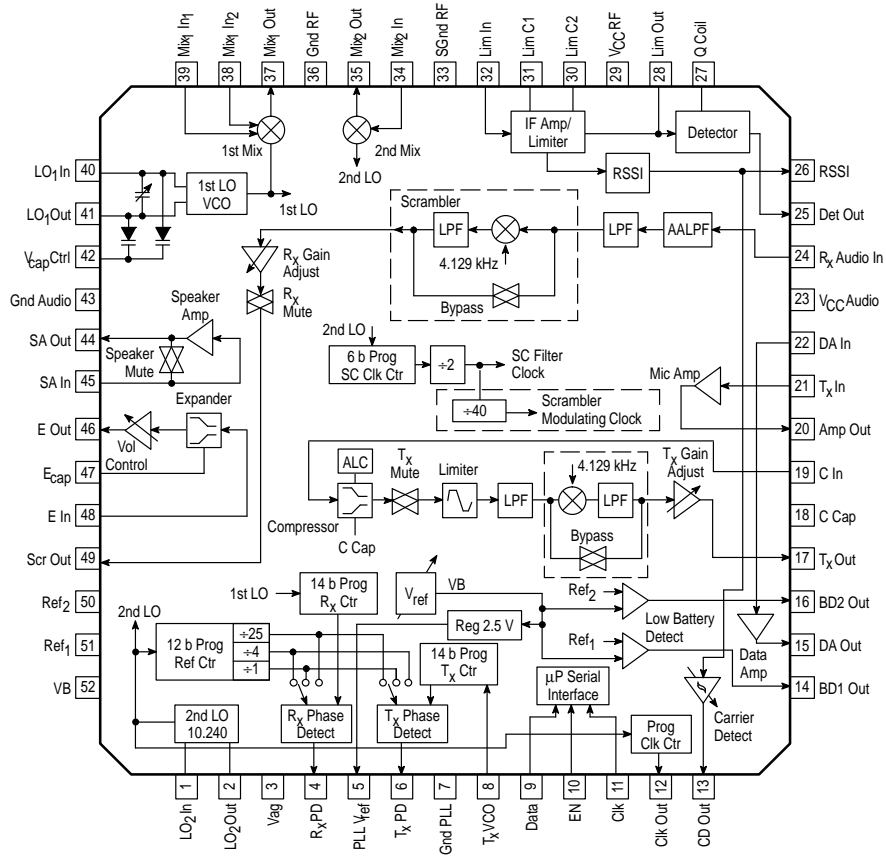 Mix1 In1
Mix1 In2
Mix1 Out
Gnd RF
Mix2 Out
Mix2 In
SGnd RF
Lim In
Lim C1
Lim C2
VCC RF
Lim Out
Q Coil
39
38
37
36
35
34
33
32
31
30
29
28
27
LO1 In
40
LO1 Out
41
Vcap Ctrl
42
Gnd Audio
43
SA Out
44
SA In
45
E Out
46
Ecap
47
E In
48
Scr Out
49
Ref2
50
Ref1
51
VB
52
26
RSSI
25
Det Out
24
Rx Audio In
23
VCC Audio
22
DA In
21
Tx In
20
Amp Out
19
C In
18
C Cap
17
Tx Out
16
BD2 Out
15
DA Out
14
BD1 Out
1st Mix
2nd Mix
2nd LO
IF Amp/
Limiter
Detector
RSSI
1st LO
VCO
1st LO
Scrambler
LPF
4.129 kHz
Bypass
LPF
AALPF
Rx Gain
Adjust
Rx
Mute
Speaker
Amp
Speaker
Mute
Expander
Vol
Control
2nd LO
6 b Prog
SC Clk Ctr
÷2
SC Filter
Clock
÷40
Scrambler
Modulating Clock
Mic Amp
ALC
Compressor
C Cap
Tx
Mute
Limiter
LPF
4.129 kHz
LPF
Bypass
Tx Gain
Adjust
2nd LO
12 b Prog
Ref Ctr
÷25
÷4
÷1
1st LO
14 b Prog
Rx Ctr
Vref
VB
Reg 2.5 V
14 b Prog
Tx Ctr
Ref2
Ref1
Low Battery
Detect
Data
Amp
µP Serial
Interface
Carrier
Detect
2nd LO
10.240
Rx Phase
Detect
Tx Phase
Detect
Prog
Clk Ctr
1
2
3
4
5
6
7
8
9
10
11
12
13
LO2 In
LO2 Out
Vag
Rx PD
PLL Vref
Tx PD
Gnd PLL
Tx VCO
Data
EN
Clk
Clk Out
CD Out